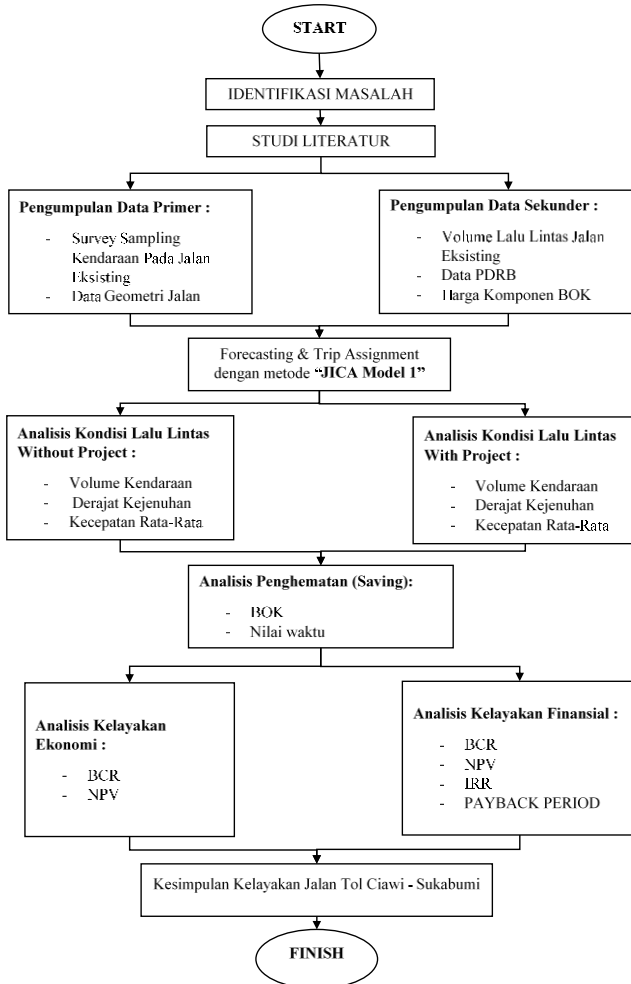 START
IDENTIFIKASI MASALAH
STUDI LITERATUR
Pengumpulan Data Primer :
- Survey Sampling
Kendaraan Pada Jalan
Eksisting
- Data Geometri Jalan
Pengumpulan Data Sekunder :
- Volume Lalu Lintas Jalan
Eksisting
- Data PDRB
- Harga Komponen BOK
Forecasting & Trip Assignment
dengan metode “JICA Model 1”
Analisis Kondisi Lalu Lintas
Without Project :
- Volume Kendaraan
- Derajat Kejenuhan
- Kecepatan Rata-Rata
Analisis Kondisi Lalu Lintas
With Project :
- Volume Kendaraan
- Derajat Kejenuhan
- Kecepatan Rata-Rata
Analisis Penghematan (Saving):
- BOK
- Nilai waktu
Analisis Kelayakan
Ekonomi :
- BCR
- NPV
Analisis Kelayakan Finansial :
- BCR
- NPV
- IRR
- PAYBACK PERIOD
Kesimpulan Kelayakan Jalan Tol Ciawi - Sukabumi
FINISH